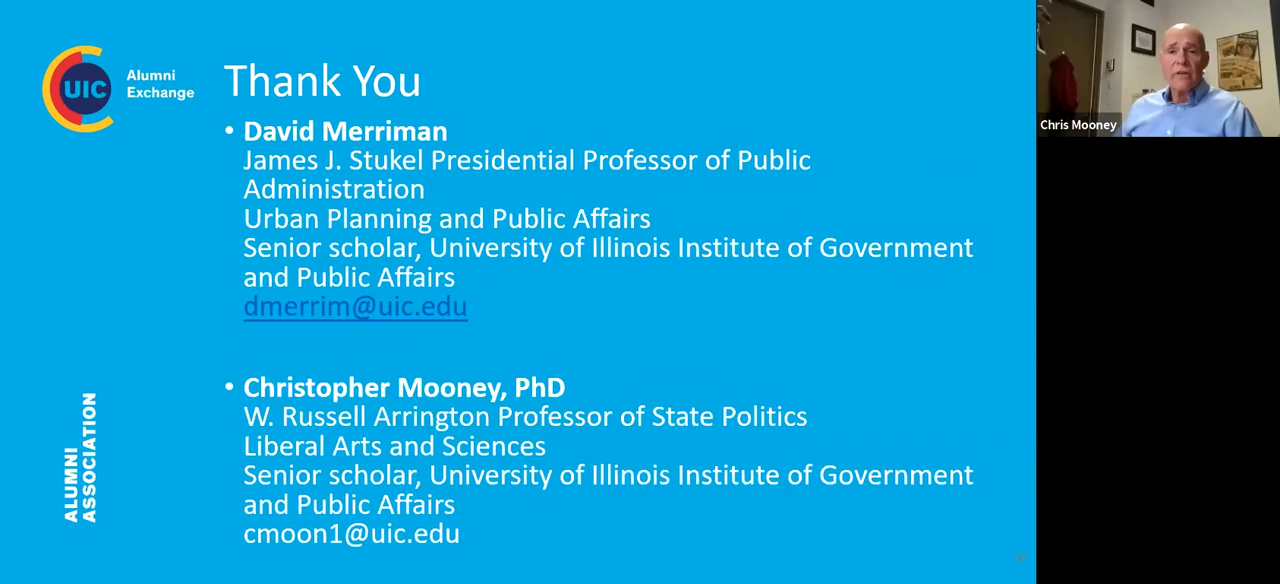 UIC
Alumni
Exchange
Thank You
• David Merriman
James J. Stukel Presidential Professor of Public
Administration
Urban Planning and Public Affairs
Senior scholar, University of Illinois Institute of Government
and Public Affairs
dmerrim@uic.edu
• Christopher Mooney, PhD
W. Russell Arrington Professor of State Politics
Liberal Arts and Sciences
Senior scholar, University of Illinois Institute of Government
and Public Affairs
cmoon1@uic.edu
ALUMNI
ASSOCIATION
Chris Mooney